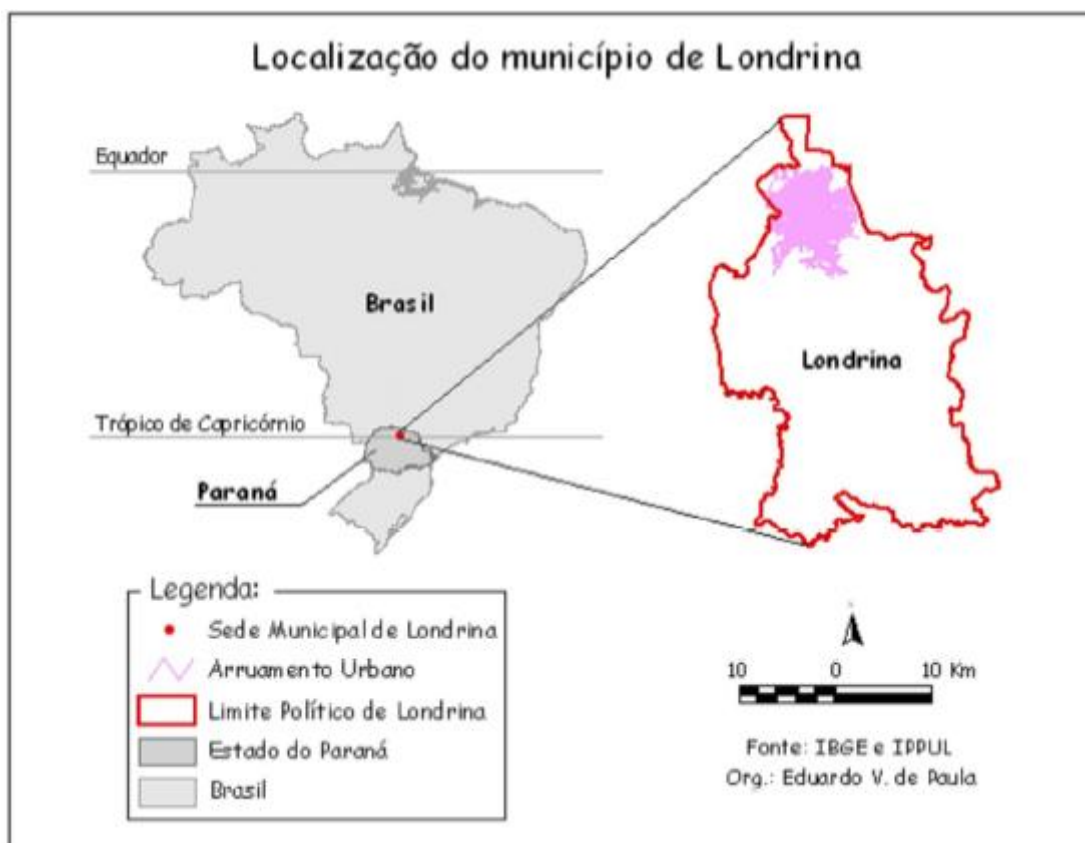 Localização do município de Londrina
Equador
Brasil
Londrina
Trópico de Capricórnio
Paraná
Legenda:
Sede Municipal de Londrina
Arruamento Urbano
Limite Político de Londrina
Estado do Paraná
Brasil
10 0 10 Km
Fonte: IBGE e IPPUL
Org.: Eduardo V. de Paula